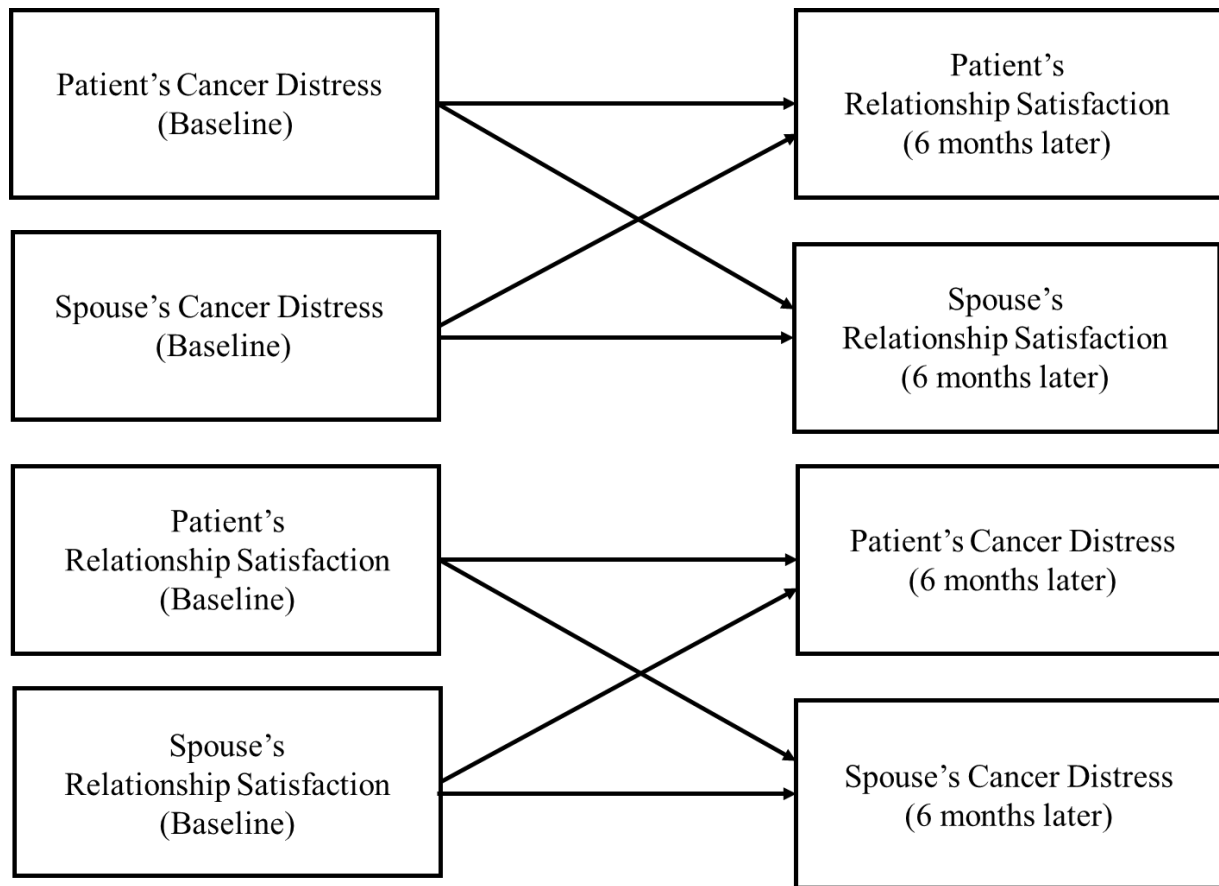 Patient’s Cancer Distress
(Baseline)
Patient’s
Relationship Satisfaction
(6 months later)
Spouse’s Cancer Distress
(Baseline)
Spouse’s
Relationship Satisfaction
(6 months later)
Patient’s
Relationship Satisfaction
(Baseline)
Patient’s Cancer Distress
(6 months later)
Spouse’s
Relationship Satisfaction
(Baseline)
Spouse’s Cancer Distress
(6 months later)